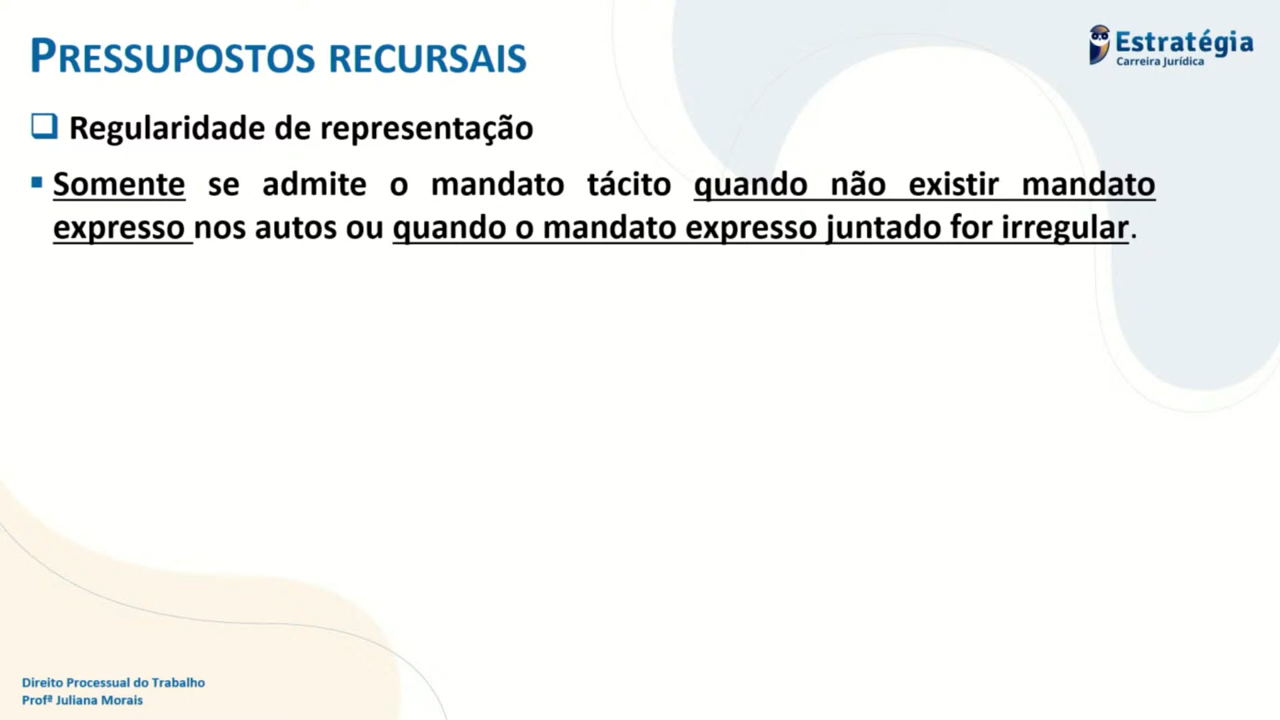 PRESSUPOSTOS RECURSAIS
Estratégia
Carreira Jurídica
Regularidade de representação
Somente se admite o mandato tácito quando não existir mandato
expresso nos autos ou quando o mandato expresso juntado for irregular.
Direito Processual do Trabalho
Profª Juliana Morais